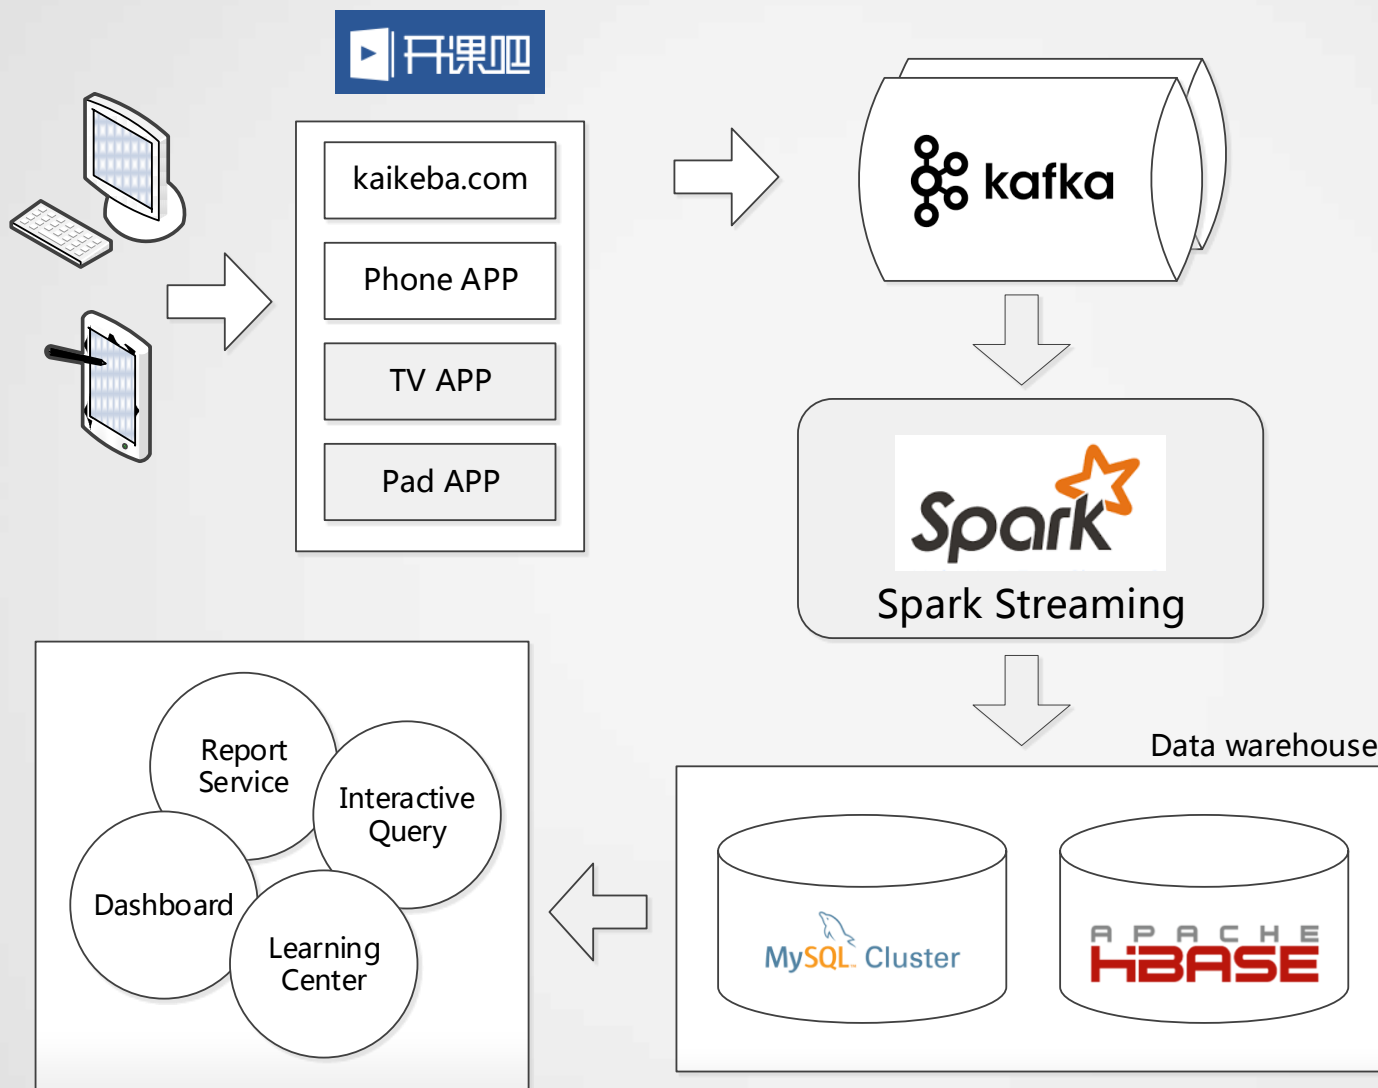 开课吧
kaikeba.com
Phone APP
TV APP
Pad APP
kafka
Spark
Spark Streaming
Data warehouse
MySQL Cluster
APACHE
HBASE
Report
Service
Interactive
Query
Dashboard
Learning
Center